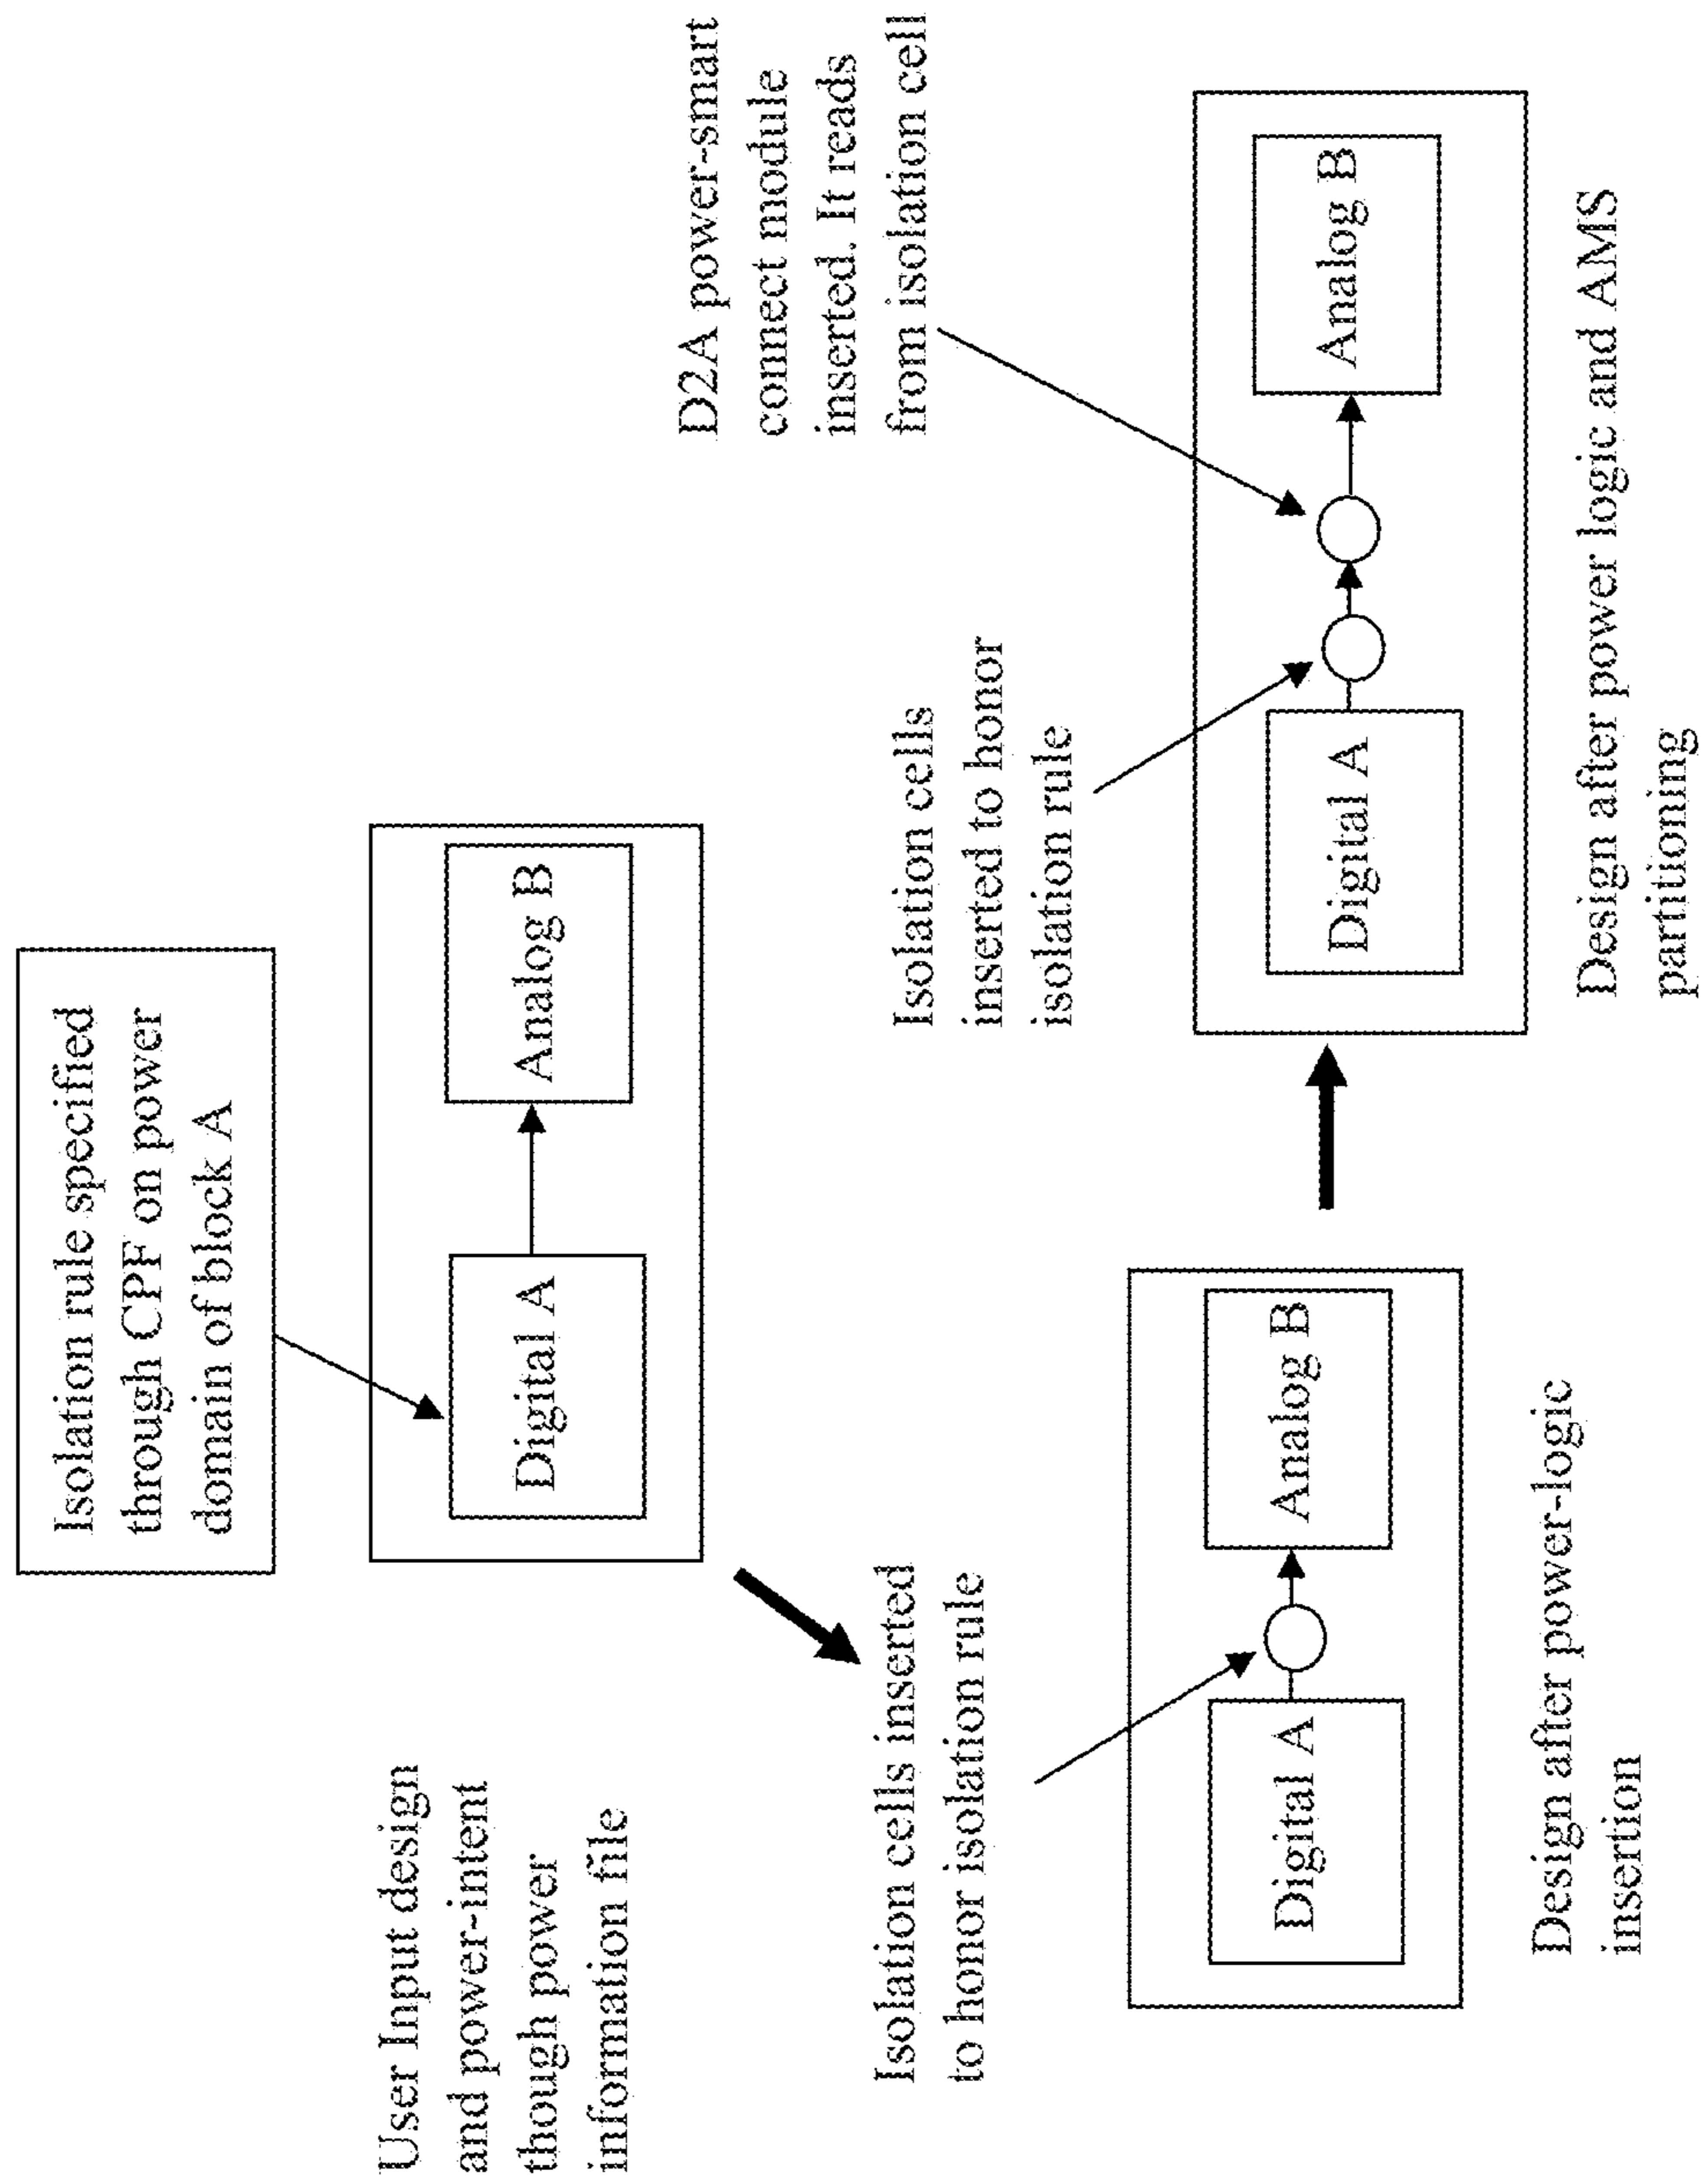 Isolation rule specified
through CPF on power
domain of block A
User Input design
and power-intent
though power
information file
Digital A
Analog B
Isolation cells inserted
to honor isolation rule
Digital A
Analog B
Design after power-logic
insertion
D2A power-smart
connect module
inserted. It reads
from isolation cell
Isolation cells
inserted to honor
isolation rule
Digital A
Analog B
Design after power logic and AMS
partitioning